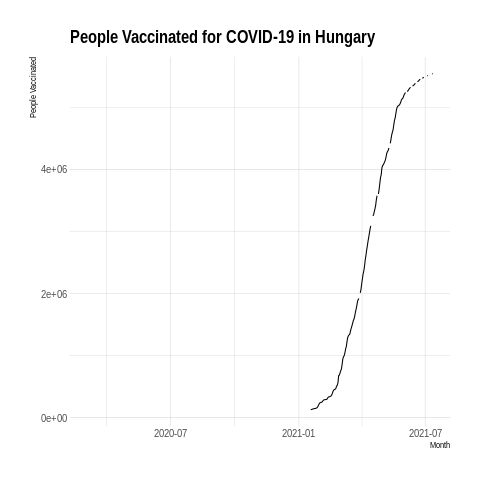 People Vaccinated for COVID-19 in Hungary
People Vaccinated
4e+06
2e+06
0e+00
2020-07
2021-01
2021-07
Month